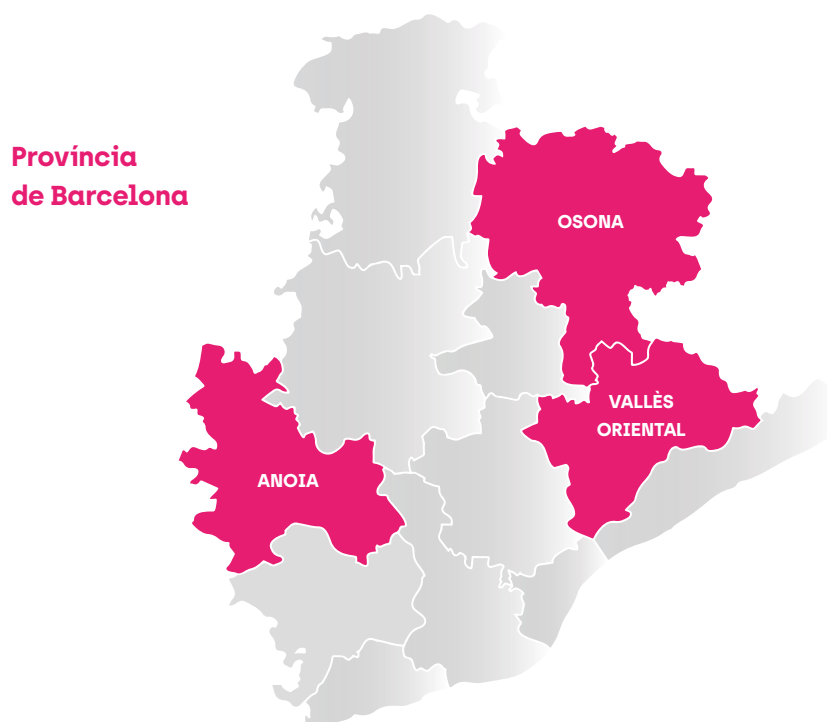 Província
de Barcelona
OSONA
VALLÈS
ORIENTAL
ANOIA